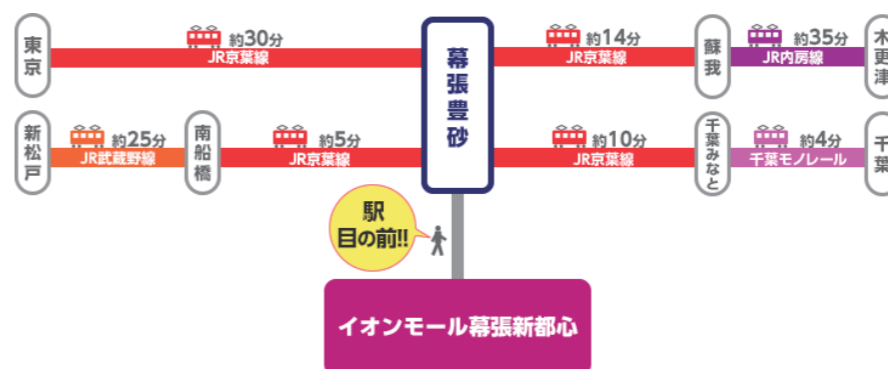 東京
約30分
JR京葉線
幕張豊砂
約14分
JR京葉線
蘇我
約35分
JR内房線
木更津
新松戸
約25分
JR武蔵野線
南船橋
約5分
JR京葉線
約10分
JR京葉線
千葉みなと
約4分
千葉モノレール
千葉
駅
目の前!!
イオンモール幕張新都心